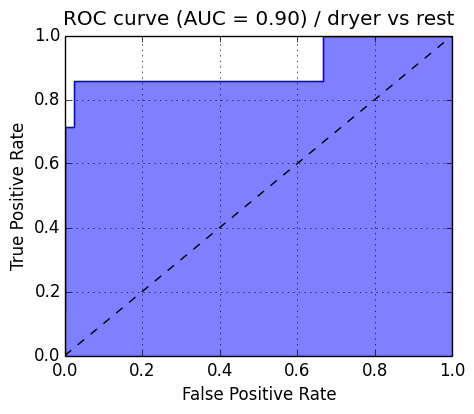 ROC curve (AUC = 0.90) / dryer vs rest
True Positive Rate
1.0
0.8
0.6
0.4
0.2
0.0
0.0 0.2 0.4 0.6 0.8 1.0
False Positive Rate